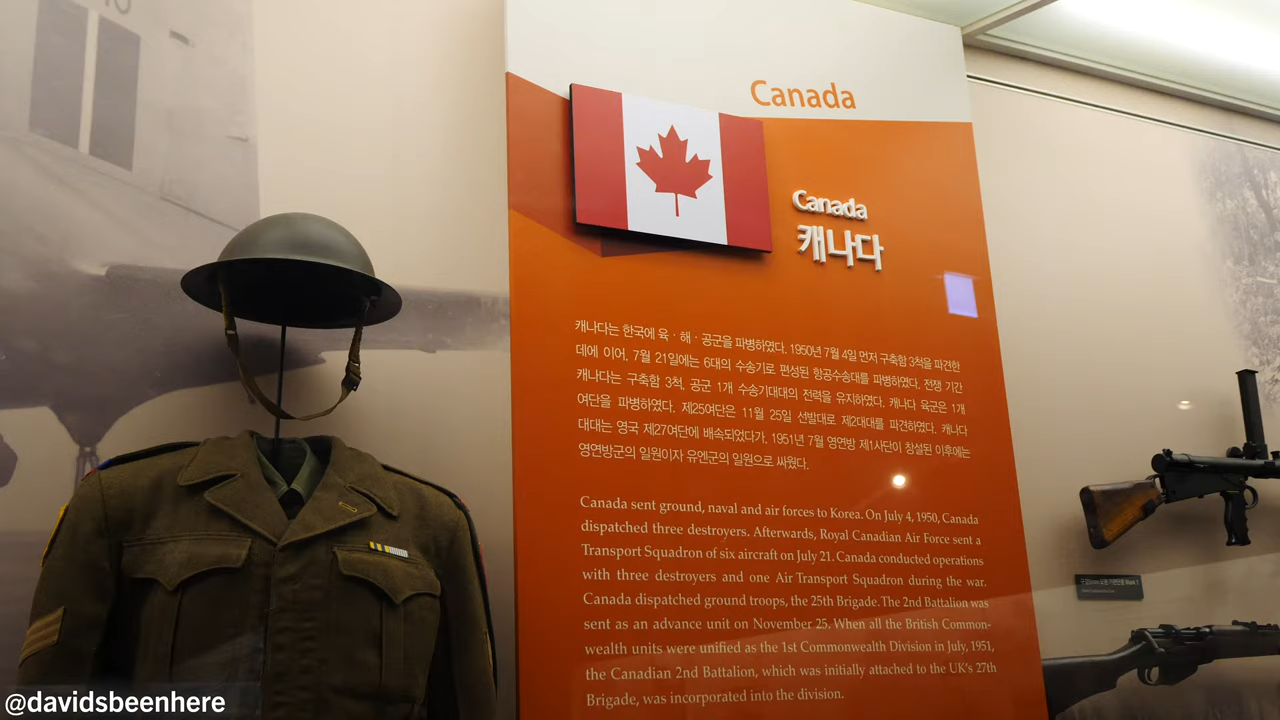 Canada
Canada
캐나다
캐나다는 한국에 육 · 해 · 공군을 파병하였다. 1950년 7월 4일 먼저 구축함 3척을 파견한
데에 이어, 7월 21일에는 6대의 수송기로 편성된 항공수송대를 파병하였다. 전쟁 기간
캐나다는 구축함 3척, 공군 1개 수송기대대의 전력을 유지하였다. 캐나다 육군은 1개
여단을 파병하였다. 제25여단은 11월 25일 선발대로 제2대대를 파견하였다. 캐나다
대대는 영국 제27여단에 배속되었다가, 1951년 7월 영연방 제1사단이 창설된 이후에는
영연방군의 일원이자 유엔군의 일원으로 싸웠다.
Canada sent ground, naval and air forces to Korea. On July 4, 1950, Canada
dispatched three destroyers. Afterwards, Royal Canadian Air Force sent a
Transport Squadron of six aircraft on July 21. Canada conducted operations
with three destroyers and one Air Transport Squadron during the war.
Canada dispatched ground troops, the 25th Brigade. The 2nd Battalion was
sent as an advance unit on November 25. When all the British Common-
wealth units were unified as the 1st Commonwealth Division in July, 1951,
the Canadian 2nd Battalion, which was initially attached to the UK's 27th
Brigade, was incorporated into the division.
@davidsbeenhere